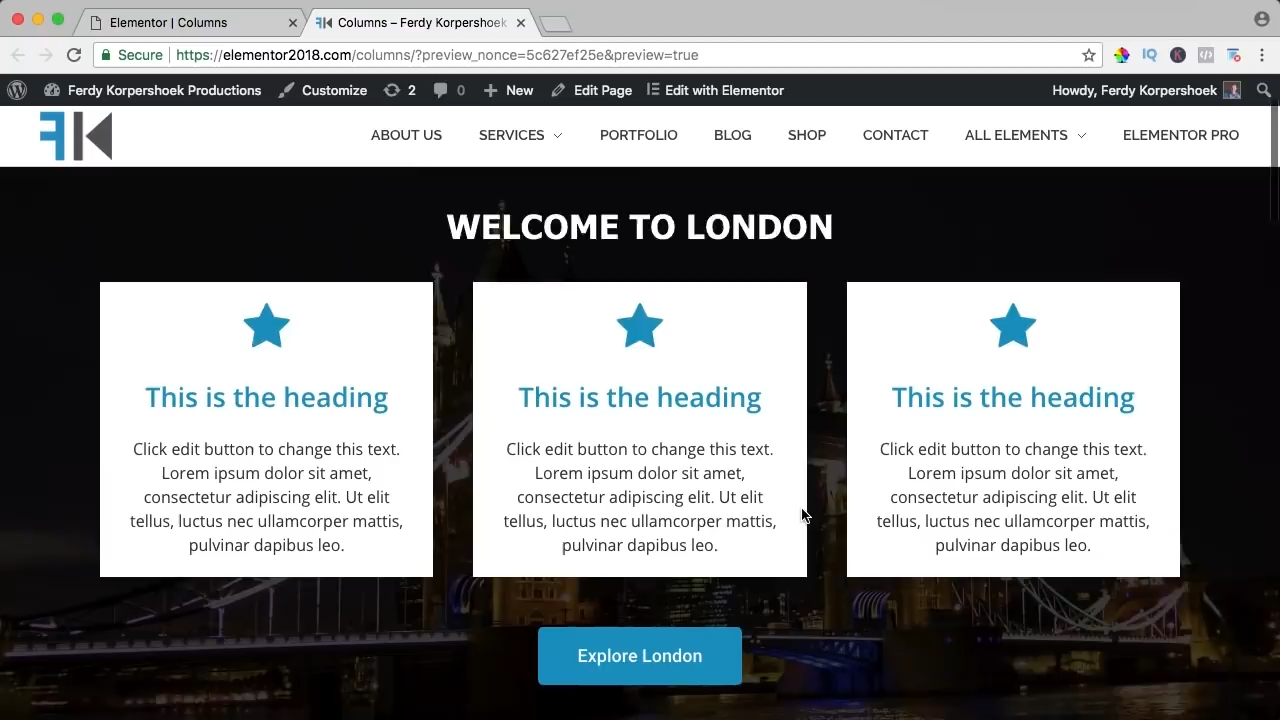 Elementor | Columns
Columns – Ferdy Korpershoek
Secure
https://elementor2018.com/columns/?preview_nonce=5c627ef25e&preview=true
Ferdy Korpershoek Productions
Customize
2
0
New
Edit Page
Edit with Elementor
Howdy, Ferdy Korpershoek
FK
ABOUT US
SERVICES
PORTFOLIO
BLOG
SHOP
CONTACT
ALL ELEMENTS
ELEMENTOR PRO
WELCOME TO LONDON
This is the heading
Click edit button to change this text.
Lorem ipsum dolor sit amet,
consectetur adipiscing elit. Ut elit
tellus, luctus nec ullamcorper mattis,
pulvinar dapibus leo.
This is the heading
Click edit button to change this text.
Lorem ipsum dolor sit amet,
consectetur adipiscing elit. Ut elit
tellus, luctus nec ullamcorper mattis,
pulvinar dapibus leo.
This is the heading
Click edit button to change this text.
Lorem ipsum dolor sit amet,
consectetur adipiscing elit. Ut elit
tellus, luctus nec ullamcorper mattis,
pulvinar dapibus leo.
Explore London